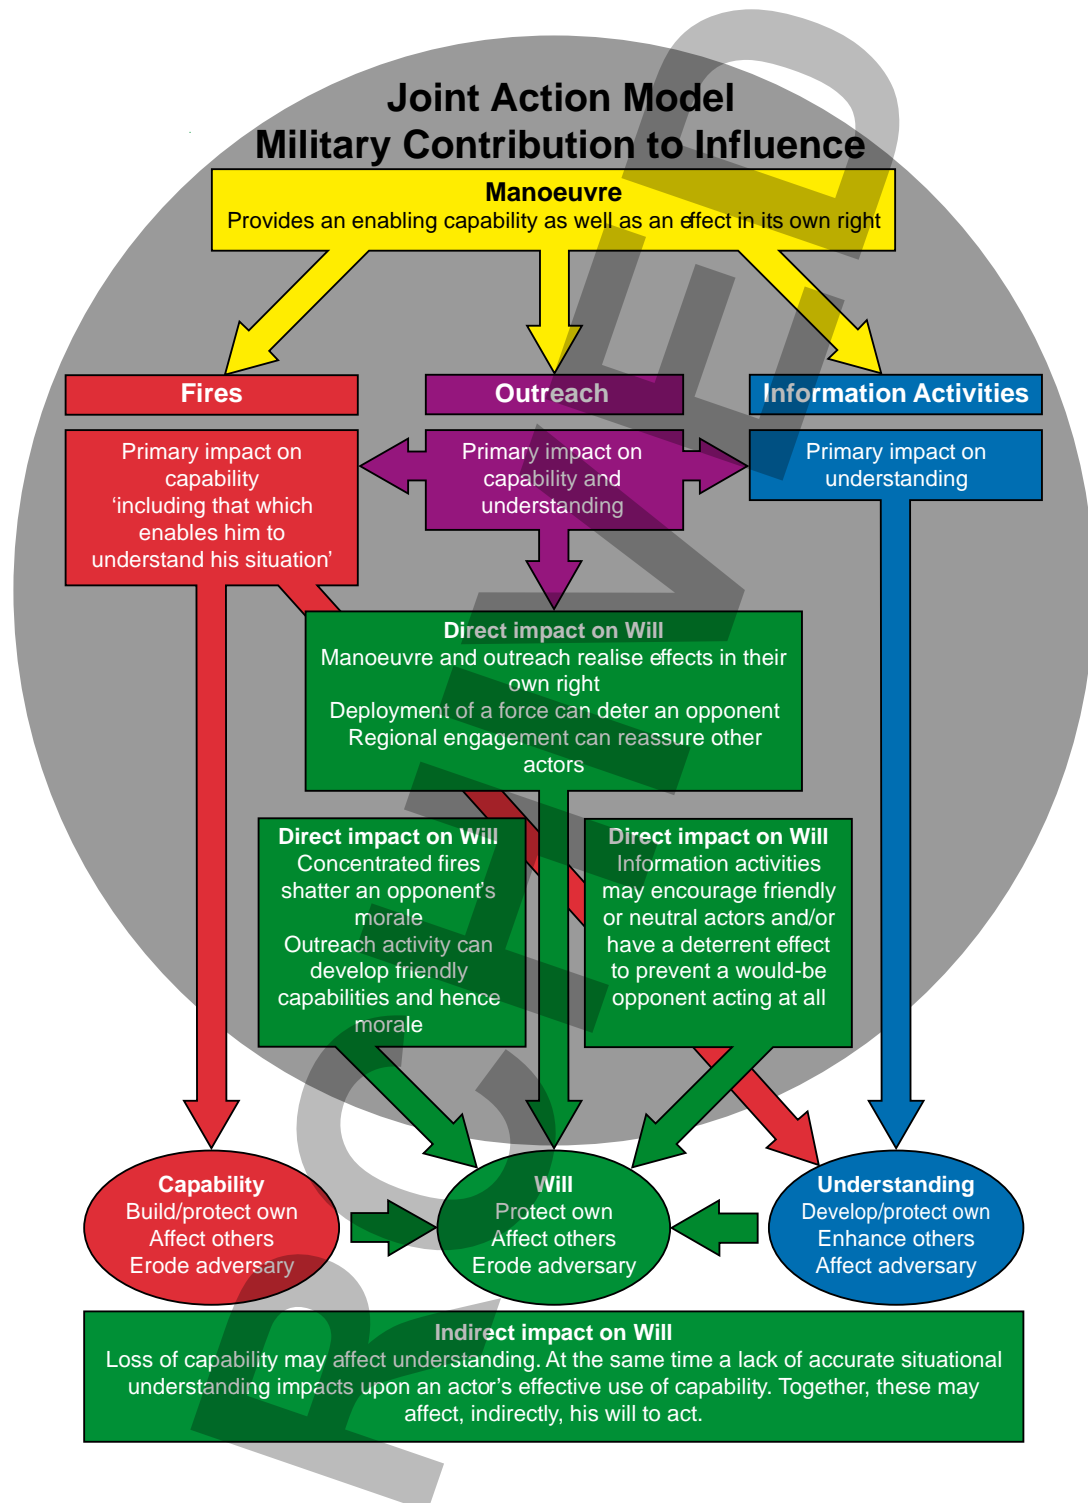 Joint Action Model
Military Contribution to Influence
Manoeuvre
Provides an enabling capability as well as an effect in its own right
Fires
Outreach
Information Activities
Primary impact on
capability
‘including that which
enables him to
understand his situation’
Primary impact on
capability and
understanding
Primary impact on
understanding
Direct impact on Will
Manoeuvre and outreach realise effects in their
own right
Deployment of a force can deter an opponent
Regional engagement can reassure other
actors
Direct impact on Will
Concentrated fires
shatter an opponent’s
morale
Outreach activity can
develop friendly
capabilities and hence
morale
Direct impact on Will
Information activities
may encourage friendly
or neutral actors and/or
have a deterrent effect
to prevent a would-be
opponent acting at all
Capability
Build/protect own
Affect others
Erode adversary
Will
Protect own
Affect others
Erode adversary
Understanding
Develop/protect own
Enhance others
Affect adversary
Indirect impact on Will
Loss of capability may affect understanding. At the same time a lack of accurate situational
understanding impacts upon an actor’s effective use of capability. Together, these may
affect, indirectly, his will to act.
RCHIVED